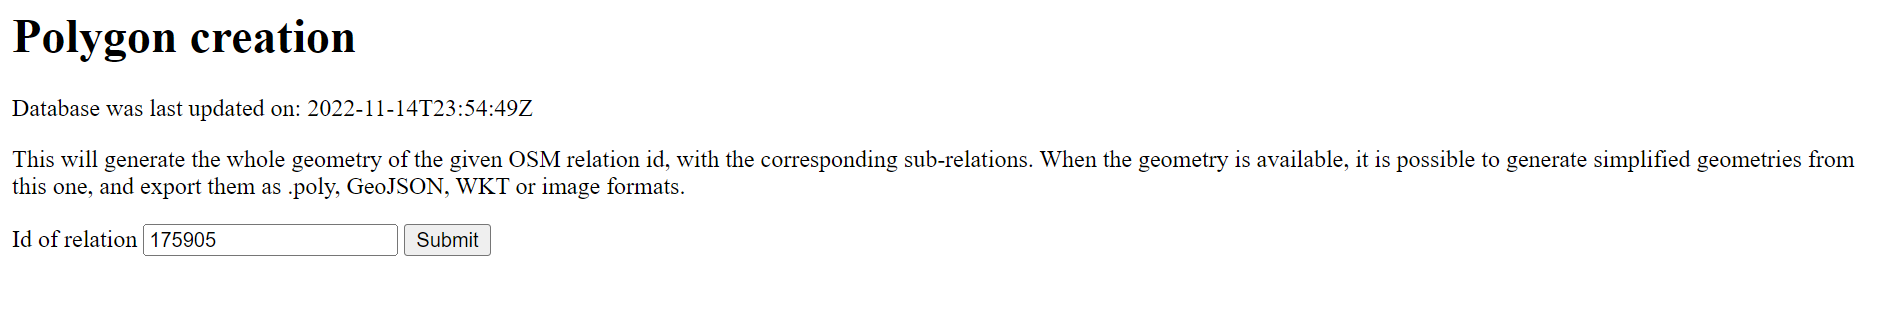 Polygon creation
Database was last updated on: 2022-11-14T23:54:49Z
This will generate the whole geometry of the given OSM relation id, with the corresponding sub-relations. When the geometry is available, it is possible to generate simplified geometries from
this one, and export them as .poly, GeoJSON, WKT or image formats.
Id of relation 175905 Submit